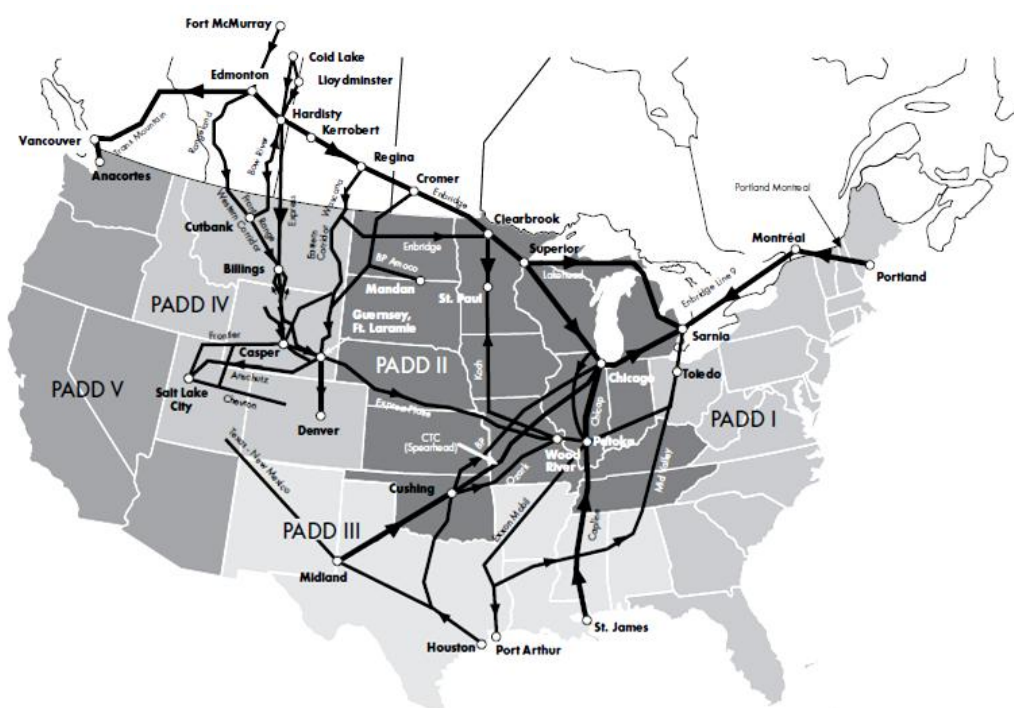 Fort McMurray
Cold Lake
Lloydminster
Edmonton
Hardisty
Kerrobert
Vancouver
Trans Mountain
Rangeland
Bow River
Regina
Anacortes
Cromer
Enbridge
Portland Montreal
Wascana
Express
Front Range
Western Corridor
Cutbank
Eastern Corridor
Clearbrook
Enbridge
Superior
Montréal
Lakehead
Enbridge Line 9
Portland
BP Amoco
Billings
Mandan
St. Paul
PADD IV
Guernsey,
Ft. Laramie
Sarnia
Frontier
Casper
PADD II
Koch
Chicago
Toledo
PADD V
Anschutz
Salt Lake
City
Chevron
Express-Platte
Chicap
PADD I
Denver
CTC
(Spearhead)
BP
Wood
River
Patoka
Texas - New Mexico
Ozark
Mid Valley
Cushing
Exxon Mobil
Capline
PADD III
Midland
St. James
Houston
Port Arthur